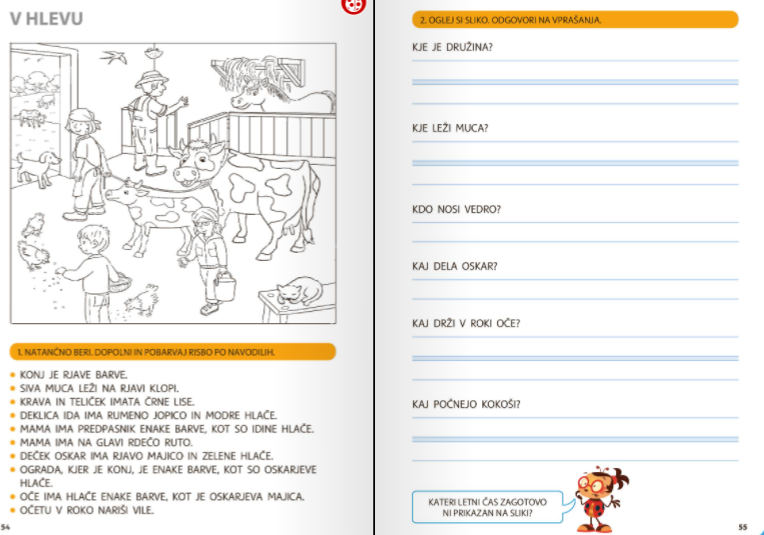 V HLEVU
1. NATANČNO BERI. DOPOLNI IN POBARVAJ RISBO PO NAVODILIH.
• KONJ JE RJAVE BARVE.
• SIVA MUCA LEŽI NA RJAVI KLOPI.
• KRAVA IN TELIČEK IMATA ČRNE LISE.
• DEKLICA IDA IMA RUMENO JOPICO IN MODRE HLAČE.
• MAMA IMA PREDPASNIK ENAKE BARVE, KOT SO IDINE HLAČE.
• MAMA IMA NA GLAVI RDEČO RUTO.
• DEČEK OSKAR IMA RJAVO MAJICO IN ZELENE HLAČE.
• OGRADA, KJER JE KONJ, JE ENAKE BARVE, KOT SO OSKARJEVE
HLAČE.
• OČE IMA HLAČE ENAKE BARVE, KOT JE OSKARJEVA MAJICA.
• OČETU V ROKO NARIŠI VILE.
54
2. OGLEJ SI SLIKO. ODGOVORI NA VPRAŠANJA.
KJE JE DRUŽINA?
KJE LEŽI MUCA?
KDO NOSI VEDRO?
KAJ DELA OSKAR?
KAJ DRŽI V ROKI OČE?
KAJ POČNEJO KOKOŠI?
KATERI LETNI ČAS ZAGOTOVO
NI PRIKAZAN NA SLIKI?
55